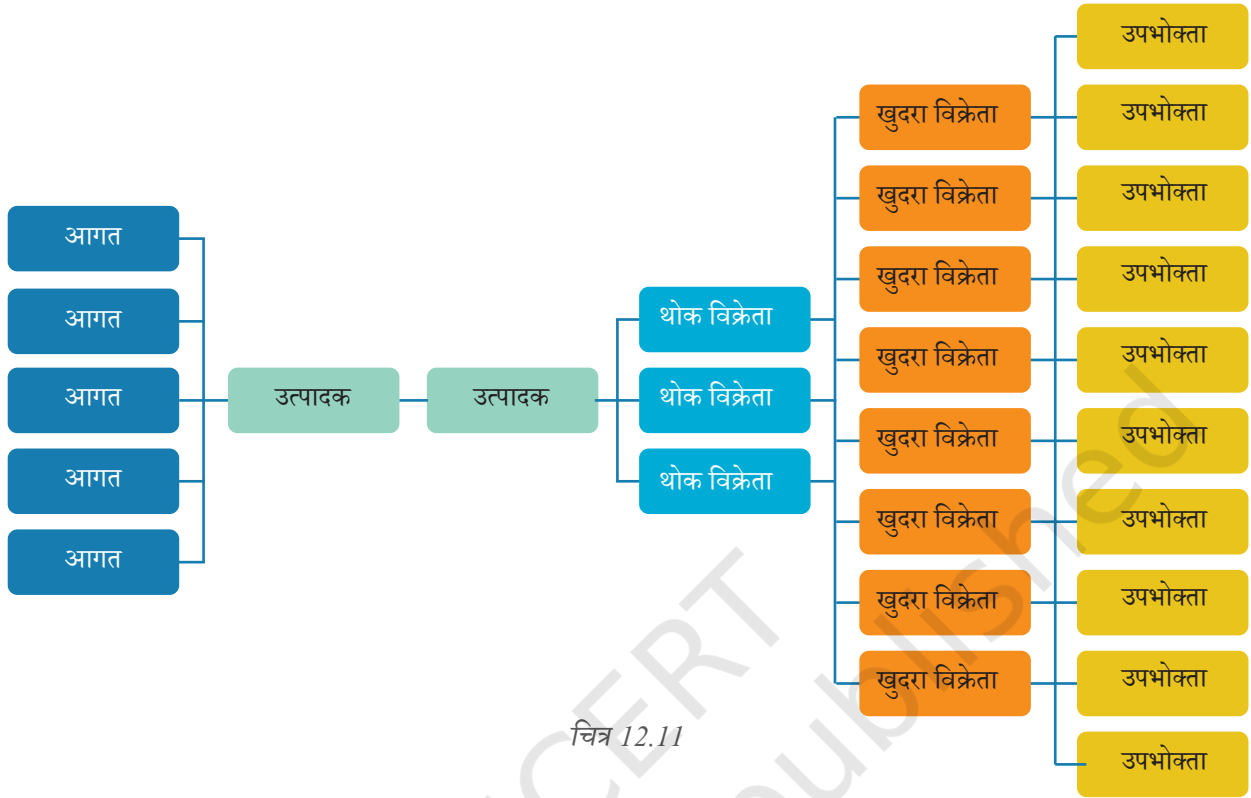 आगत
आगत
आगत
आगत
आगत
उत्पादक
उत्पादक
थोक विक्रेता
थोक विक्रेता
थोक विक्रेता
खुदरा विक्रेता
खुदरा विक्रेता
खुदरा विक्रेता
खुदरा विक्रेता
खुदरा विक्रेता
खुदरा विक्रेता
खुदरा विक्रेता
खुदरा विक्रेता
उपभोक्ता
उपभोक्ता
उपभोक्ता
उपभोक्ता
उपभोक्ता
उपभोक्ता
उपभोक्ता
उपभोक्ता
उपभोक्ता
उपभोक्ता
चित्र 12.11